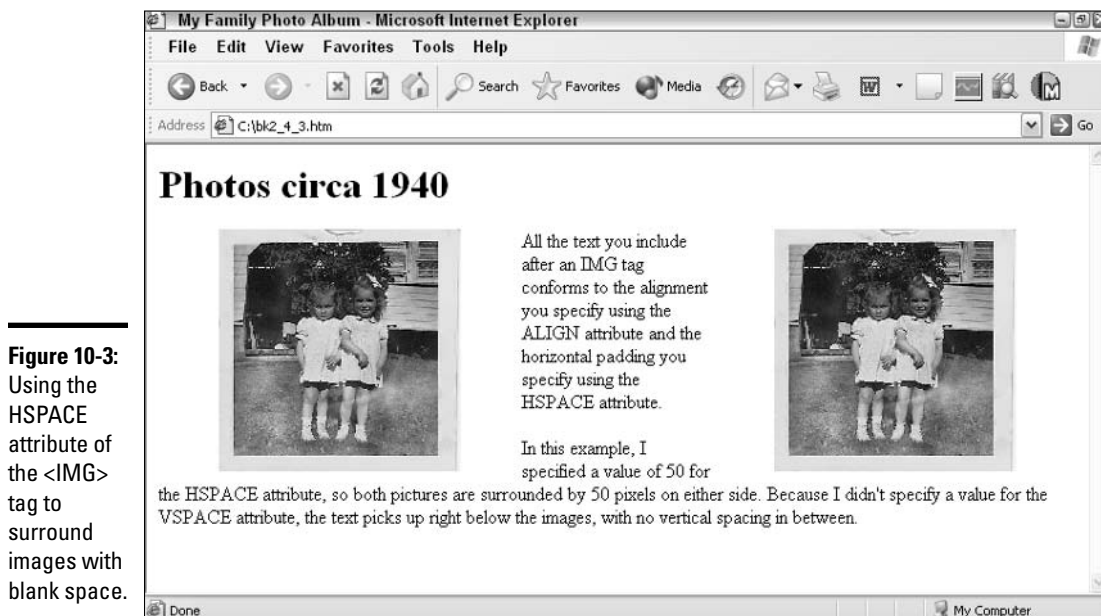 My Family Photo Album - Microsoft Internet Explorer
File Edit View Favorites Tools Help
Back Search Favorites Media
Address C:\bk2_4_3.htm Go
Photos circa 1940
All the text you include
after an IMG tag
conforms to the alignment
you specify using the
ALIGN attribute and the
horizontal padding you
specify using the
HSPACE attribute.
In this example, I
specified a value of 50 for
the HSPACE attribute, so both pictures are surrounded by 50 pixels on either side. Because I didn't specify a value for the
VSPACE attribute, the text picks up right below the images, with no vertical spacing in between.
Done My Computer
Figure 10-3:
Using the
HSPACE
attribute of
the <IMG>
tag to
surround
images with
blank space.